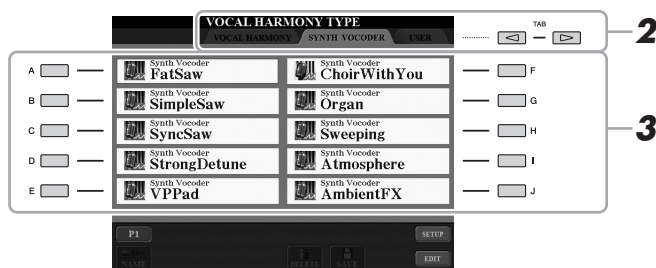 VOCAL HARMONY TYPE
VOCAL HARMONY SYNTH VOCODER USER
TAB
2
A Synth Vocoder FatSaw Synth Vocoder ChoirWithYou F
B Synth Vocoder SimpleSaw Synth Vocoder Organ G
C Synth Vocoder SyncSaw Synth Vocoder Sweeping H
3
D Synth Vocoder StrongDetune Synth Vocoder Atmosphere I
E Synth Vocoder VPPad Synth Vocoder AmbientFX J
P1 SETUP
NAME DELETE SAVE EDIT